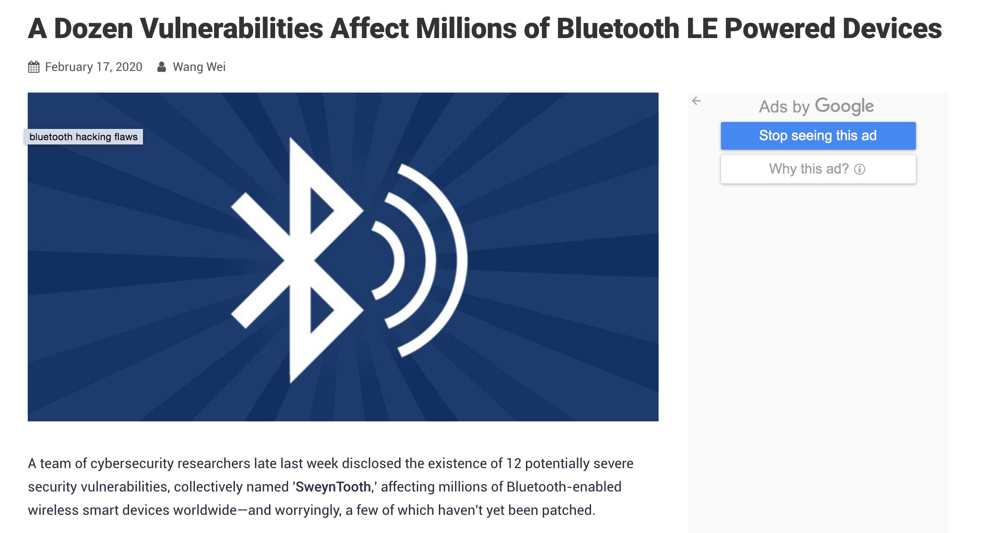 A Dozen Vulnerabilities Affect Millions of Bluetooth LE Powered Devices
February 17, 2020 Wang Wei
bluetooth hacking flaws
Ads by Google
Stop seeing this ad
Why this ad?
A team of cybersecurity researchers late last week disclosed the existence of 12 potentially severe
security vulnerabilities, collectively named 'SweynTooth,' affecting millions of Bluetooth-enabled
wireless smart devices worldwide—and worryingly, a few of which haven't yet been patched.